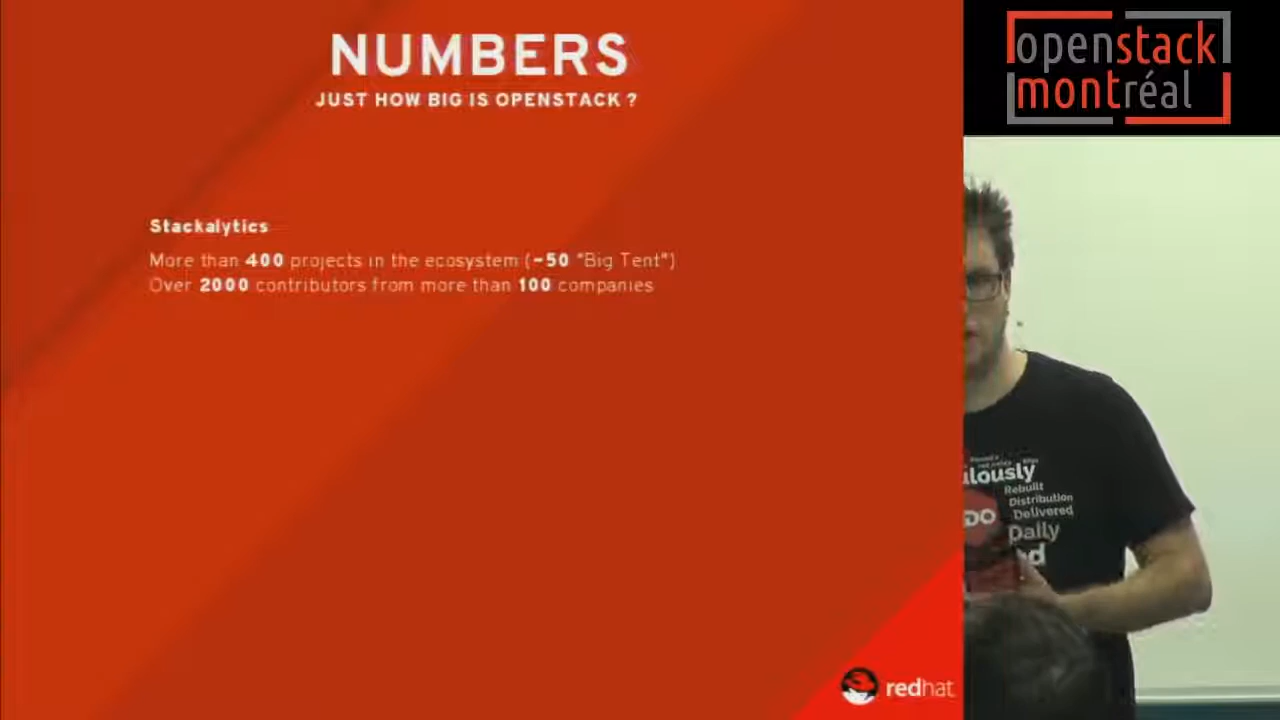 NUMBERS
JUST HOW BIG IS OPENSTACK ?
Stackalytics
More than 400 projects in the ecosystem (~50 "Big Tent")
Over 2000 contributors from more than 100 companies
redhat
openstack
montréal
Rebuilt
Distribution
Delivered
Daily